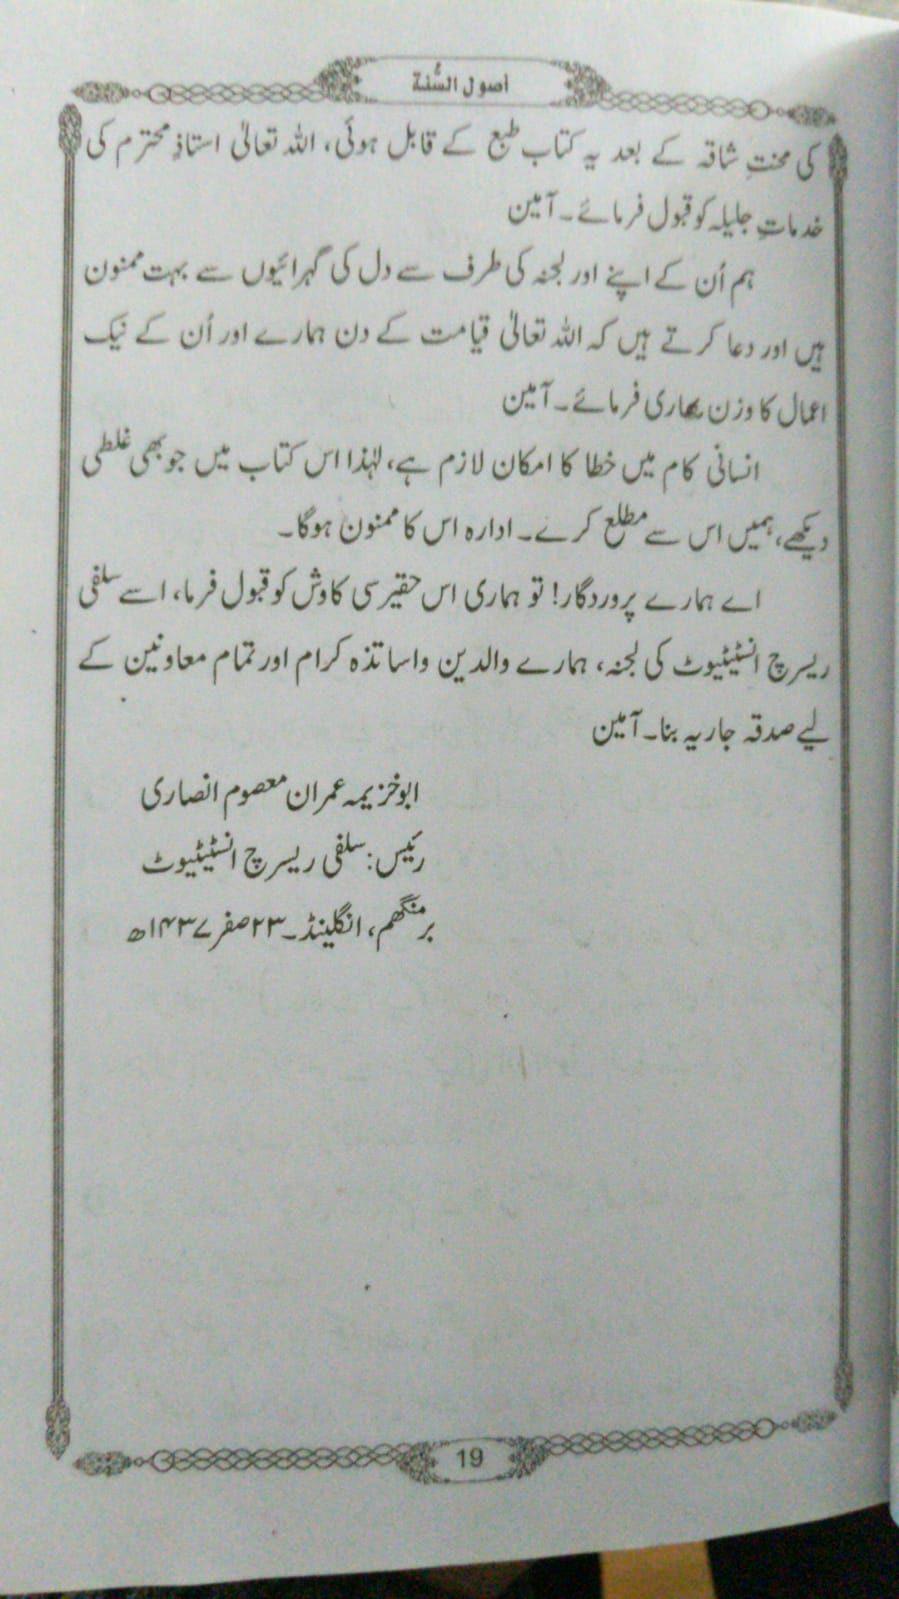 اصول السُّنة
کی محنتِ شاقہ کے بعد یہ کتاب طبع کے قابل ہوئی، اللہ تعالیٰ استاذِ محترم کی
خدماتِ جلیلہ کو قبول فرمائے۔ آمین
ہم اُن کے اپنے اور لجنہ کی طرف سے دل کی گہرائیوں سے بہت ممنون
ہیں اور دعا کرتے ہیں کہ اللہ تعالیٰ قیامت کے دن ہمارے اور اُن کے نیک
اعمال کا وزن بھاری فرمائے۔ آمین
انسانی کام میں خطا کا امکان لازم ہے، لہٰذا اس کتاب میں جو بھی غلطی
دیکھے، ہمیں اس سے مطلع کرے۔ ادارہ اس کا ممنون ہوگا۔
اے ہمارے پروردگار! تو ہماری اس حقیر سی کاوش کو قبول فرما، اسے سلفی
ریسرچ انسٹیٹیوٹ کی لجنہ، ہمارے والدین واساتذہ کرام اور تمام معاونین کے
لیے صدقہ جاریہ بنا۔ آمین
ابوخزیمہ عمران معصوم انصاری
رئیس: سلفی ریسرچ انسٹیٹیوٹ
برمنگھم، انگلینڈ۔ ۲۳ صفر ۱۴۳۷ھ
19